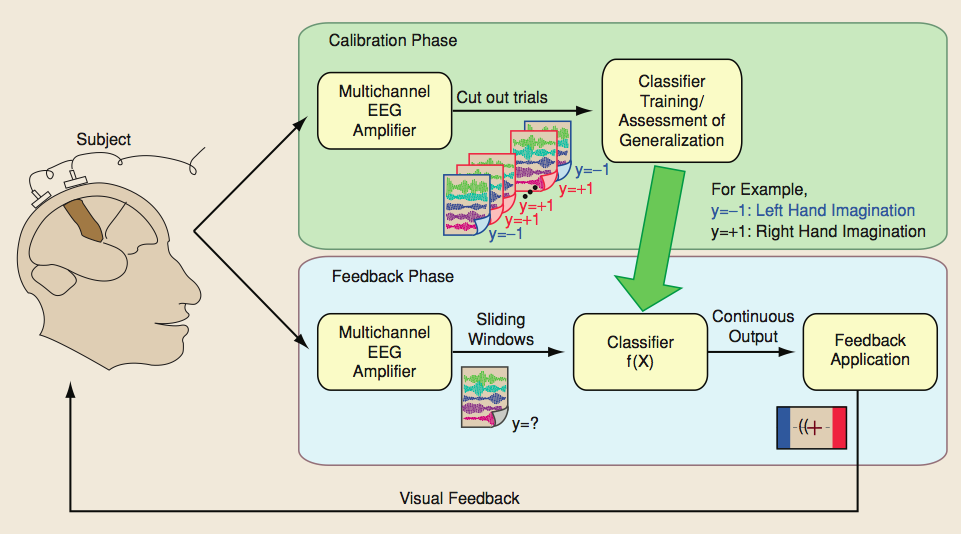 Calibration Phase
Subject
Multichannel
EEG
Amplifier
Cut out trials
Classifier
Training/
Assessment of
Generalization
y=−1
y=+1
y=+1
y=+1
y=−1
For Example,
y=−1: Left Hand Imagination
y=+1: Right Hand Imagination
Feedback Phase
Multichannel
EEG
Amplifier
Sliding
Windows
y=?
Classifier
f(X)
Continuous
Output
Feedback
Application
Visual Feedback